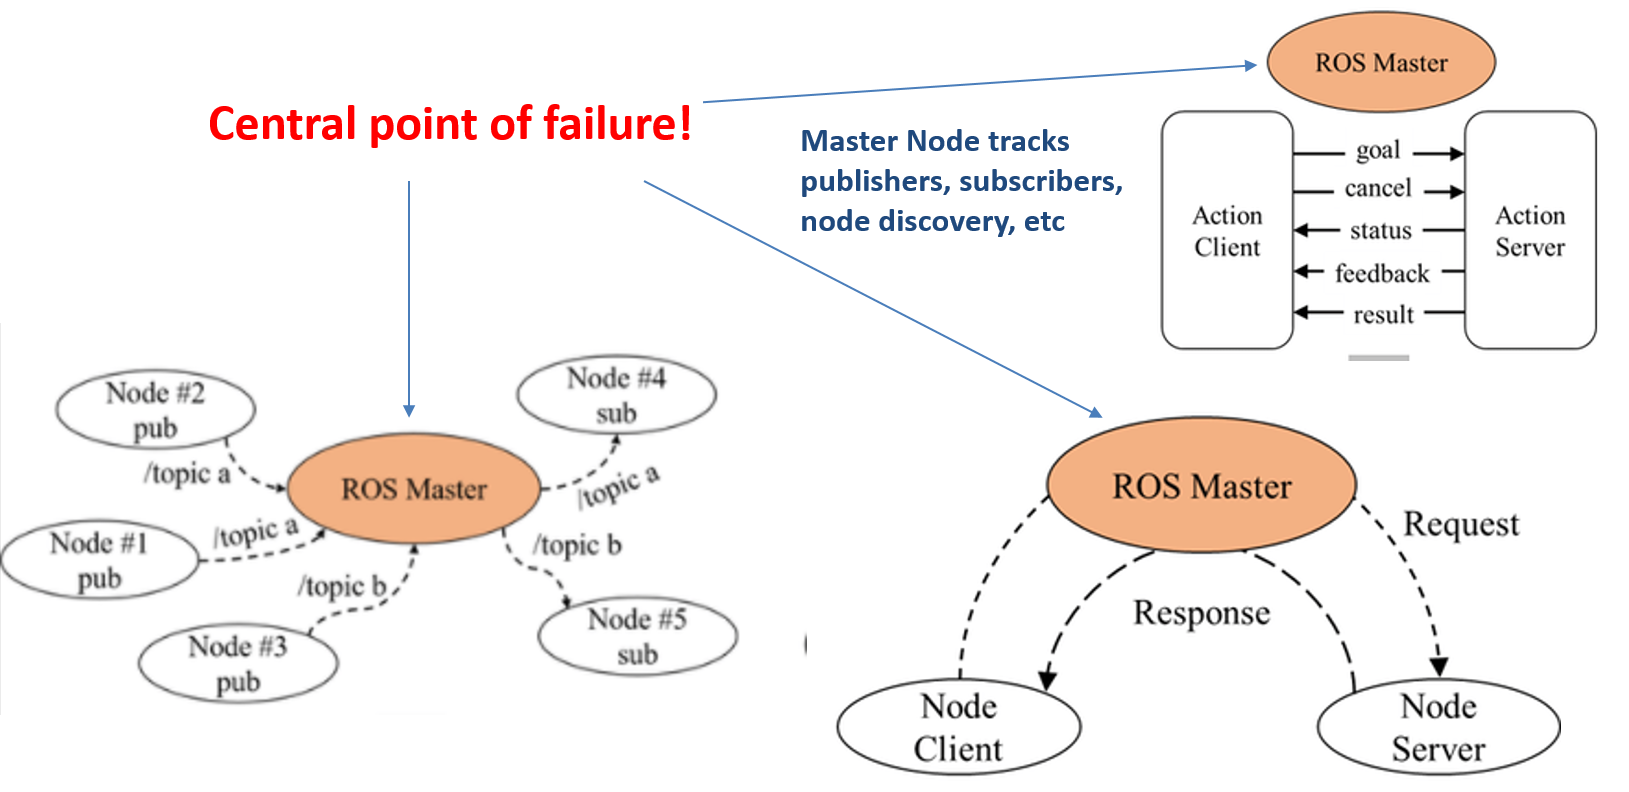 Central point of failure!
Master Node tracks
publishers, subscribers,
node discovery, etc
ROS Master
Action
Client
goal
cancel
status
feedback
result
Action
Server
Node #2
pub
/topic a
Node #1
pub
/topic a
Node #3
pub
/topic b
ROS Master
Node #4
sub
/topic a
/topic b
Node #5
sub
ROS Master
Request
Response
Node
Client
Node
Server